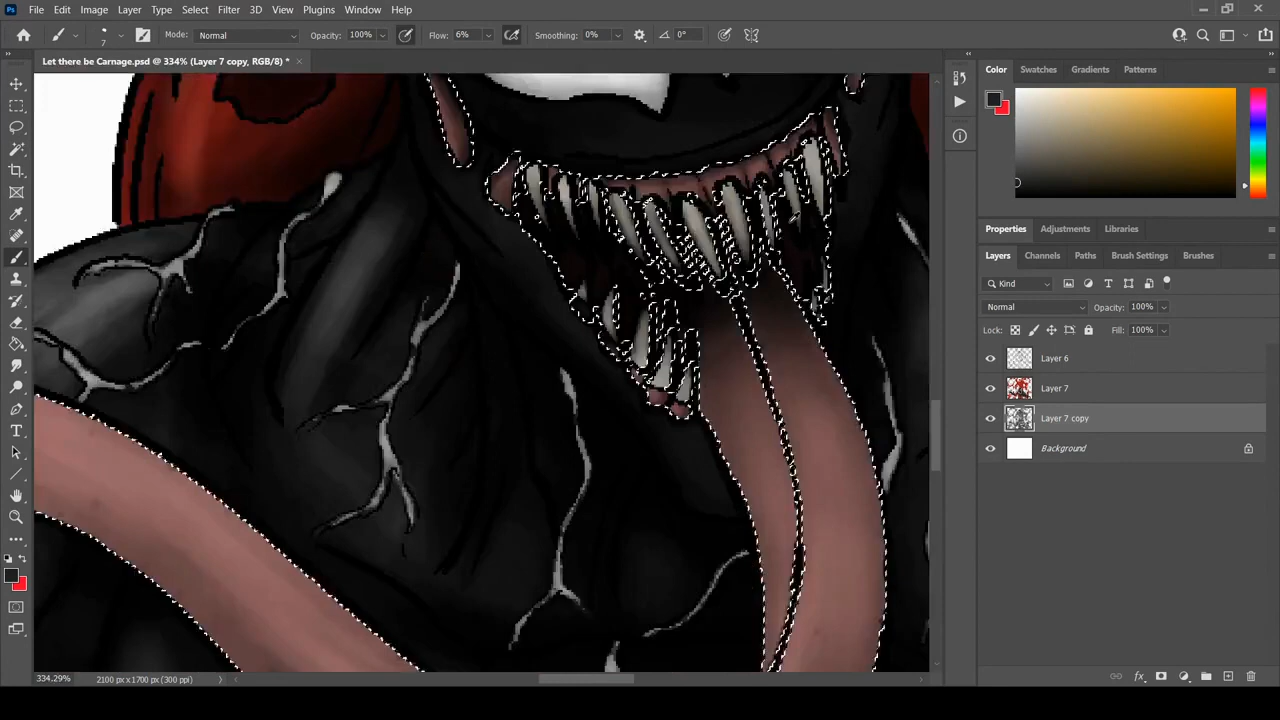 Ps File Edit Image Layer Type Select Filter 3D View Plugins Window Help
7 Mode: Normal Opacity: 100% Flow: 6% Smoothing: 0% 0°
Let there be Carnage.psd @ 334% (Layer 7 copy, RGB/8) *
Color Swatches Gradients Patterns
Properties Adjustments Libraries
Layers Channels Paths Brush Settings Brushes
Kind
Normal Opacity: 100%
Lock: Fill: 100%
Layer 6
Layer 7
Layer 7 copy
Background
334.29% 2100 px x 1700 px (300 ppi)